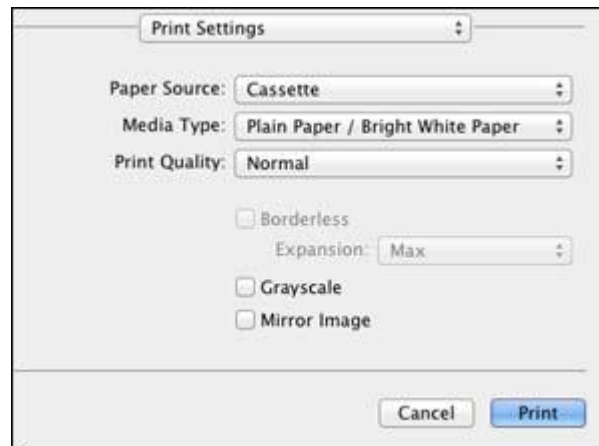 Print Settings
Paper Source: Cassette
Media Type: Plain Paper / Bright White Paper
Print Quality: Normal
Borderless
Expansion: Max
Grayscale
Mirror Image
Cancel Print